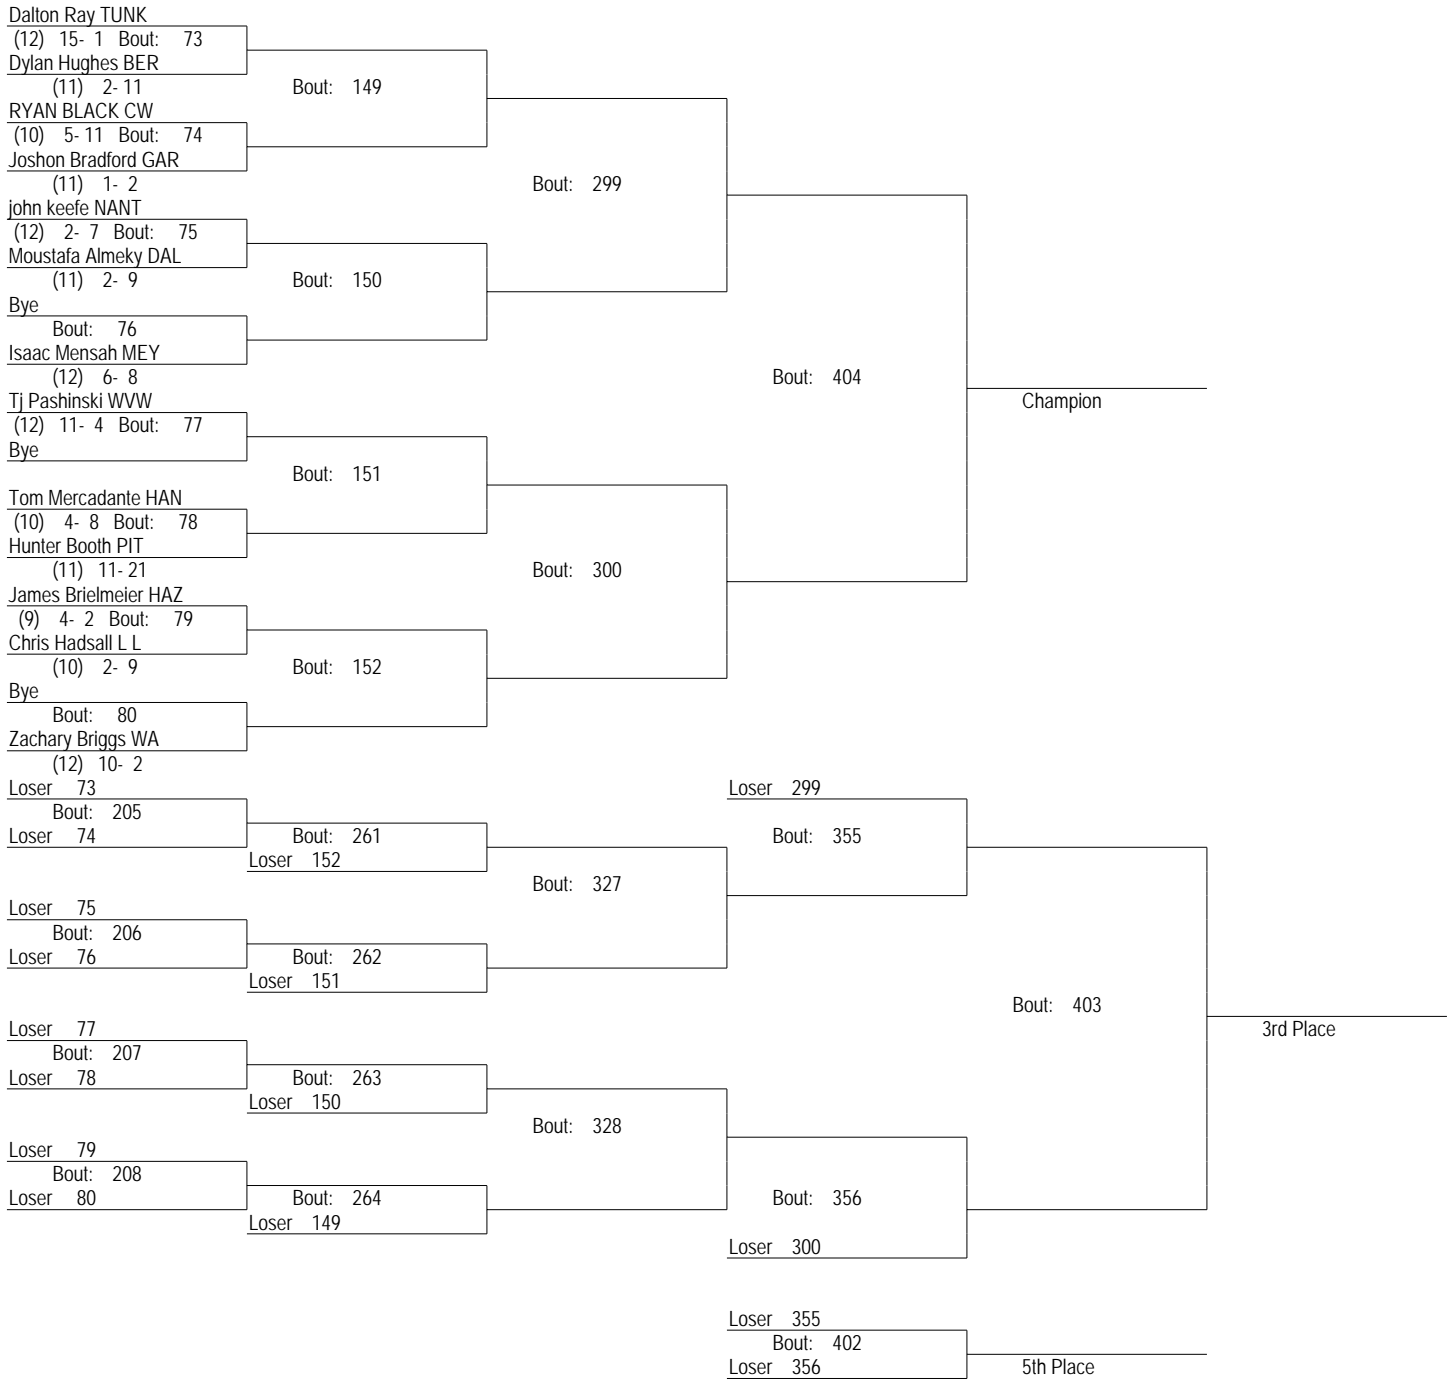 Dalton Ray TUNK
(12) 15- 1 Bout: 73
Dylan Hughes BER
(11) 2- 11
Bout: 149
RYAN BLACK CW
(10) 5- 11 Bout: 74
Joshon Bradford GAR
(11) 1- 2
Bout: 299
john keefe NANT
(12) 2- 7 Bout: 75
Moustafa Almeky DAL
(11) 2- 9
Bout: 150
Bye
Bout: 76
Isaac Mensah MEY
(12) 6- 8
Bout: 404
Champion
Tj Pashinski WVW
(12) 11- 4 Bout: 77
Bye
Bout: 151
Tom Mercadante HAN
(10) 4- 8 Bout: 78
Hunter Booth PIT
(11) 11- 21
Bout: 300
James Brielmeier HAZ
(9) 4- 2 Bout: 79
Chris Hadsall L L
(10) 2- 9
Bout: 152
Bye
Bout: 80
Zachary Briggs WA
(12) 10- 2
Loser 73
Bout: 205
Loser 74
Bout: 261
Loser 152
Loser 299
Bout: 355
Bout: 327
Loser 75
Bout: 206
Loser 76
Bout: 262
Loser 151
Bout: 403
3rd Place
Loser 77
Bout: 207
Loser 78
Bout: 263
Loser 150
Bout: 328
Loser 79
Bout: 208
Loser 80
Bout: 264
Loser 149
Bout: 356
Loser 300
Loser 355
Bout: 402
Loser 356
5th Place